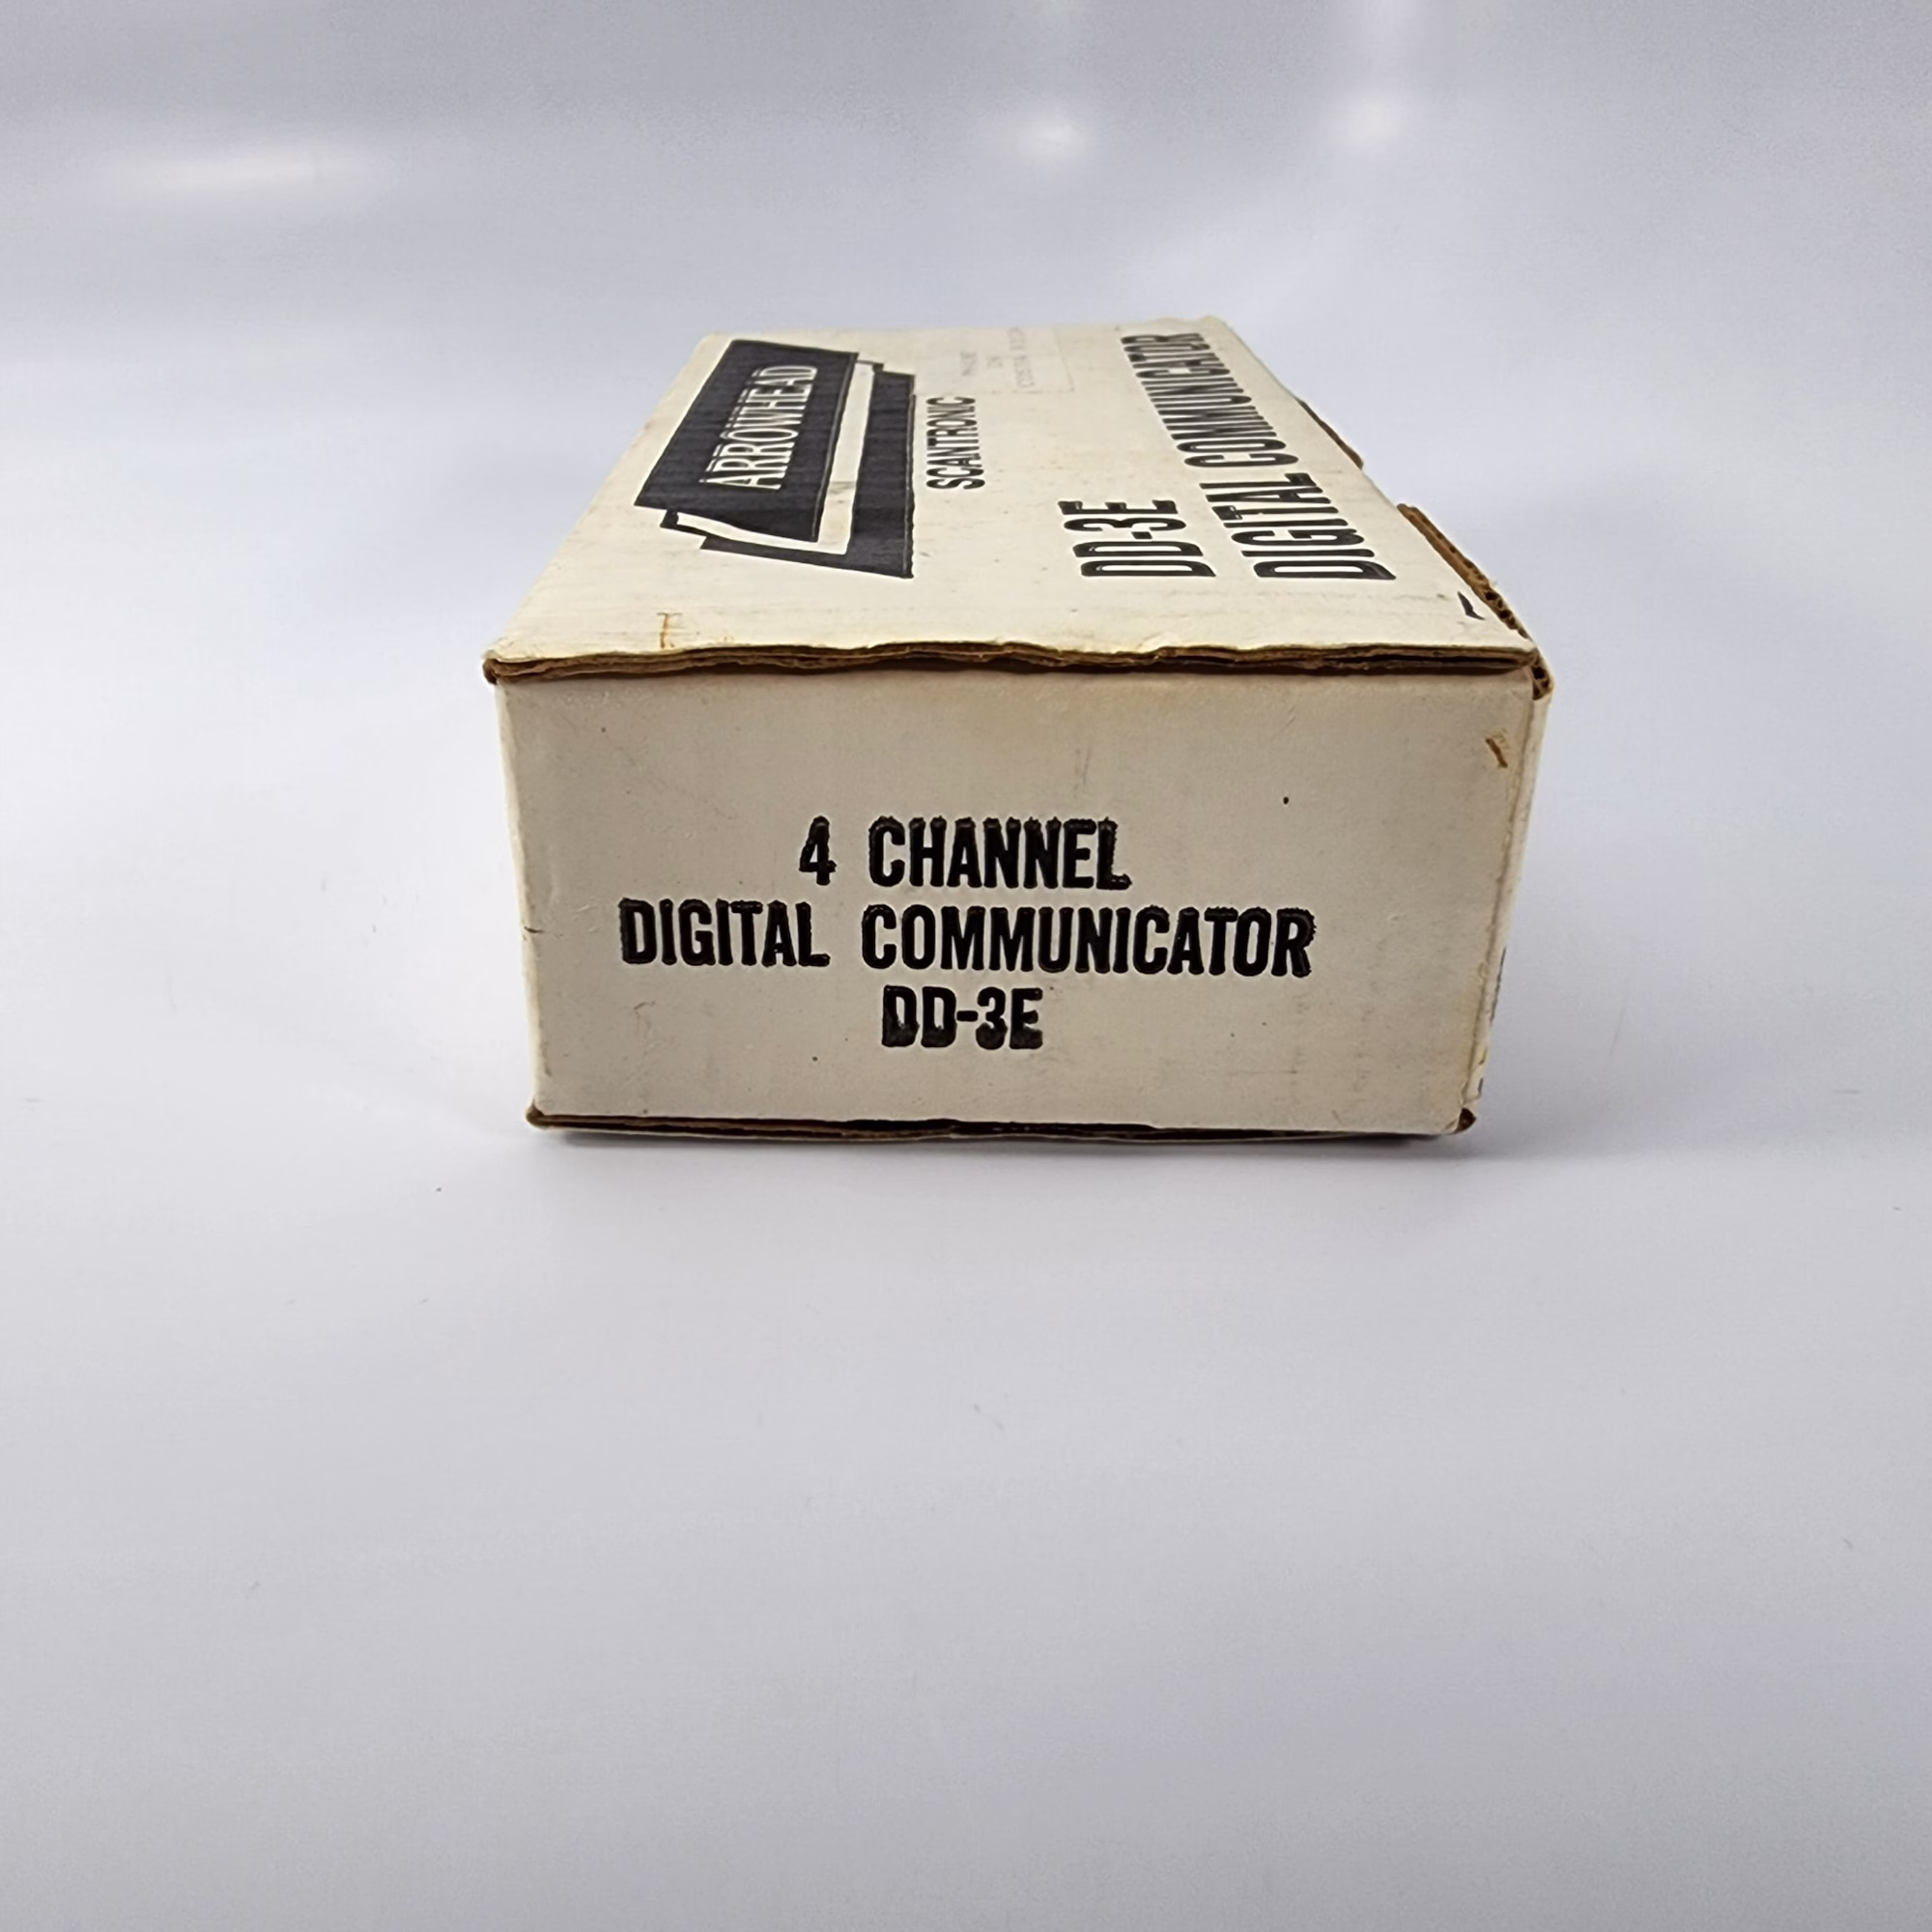 ARROWHEAD
SCANTRONIC
DD-3E
DIGITAL COMMUNICATOR
4 CHANNEL
DIGITAL COMMUNICATOR
DD-3E